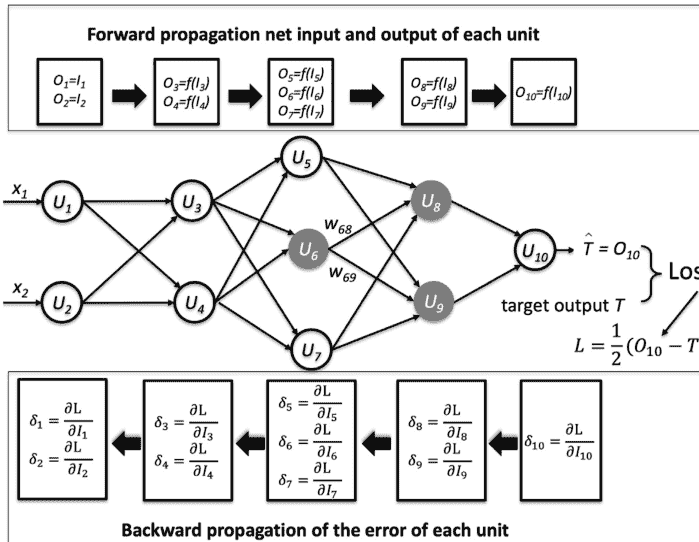 Forward propagation net input and output of each unit
O₁=I₁
O₂=I₂
O₃=f(I₃)
O₄=f(I₄)
O₅=f(I₅)
O₆=f(I₆)
O₇=f(I₇)
O₈=f(I₈)
O₉=f(I₉)
O₁₀=f(I₁₀)
x₁
U₁
U₃
U₅
U₈
w₆₈
U₆
w₆₉
U₁₀
T̂ = O₁₀
Los
x₂
U₂
U₄
U₉
U₇
target output T
L = 1/2 (O₁₀ − T
δ₁ = ∂L/∂I₁
δ₂ = ∂L/∂I₂
δ₃ = ∂L/∂I₃
δ₄ = ∂L/∂I₄
δ₅ = ∂L/∂I₅
δ₆ = ∂L/∂I₆
δ₇ = ∂L/∂I₇
δ₈ = ∂L/∂I₈
δ₉ = ∂L/∂I₉
δ₁₀ = ∂L/∂I₁₀
Backward propagation of the error of each unit